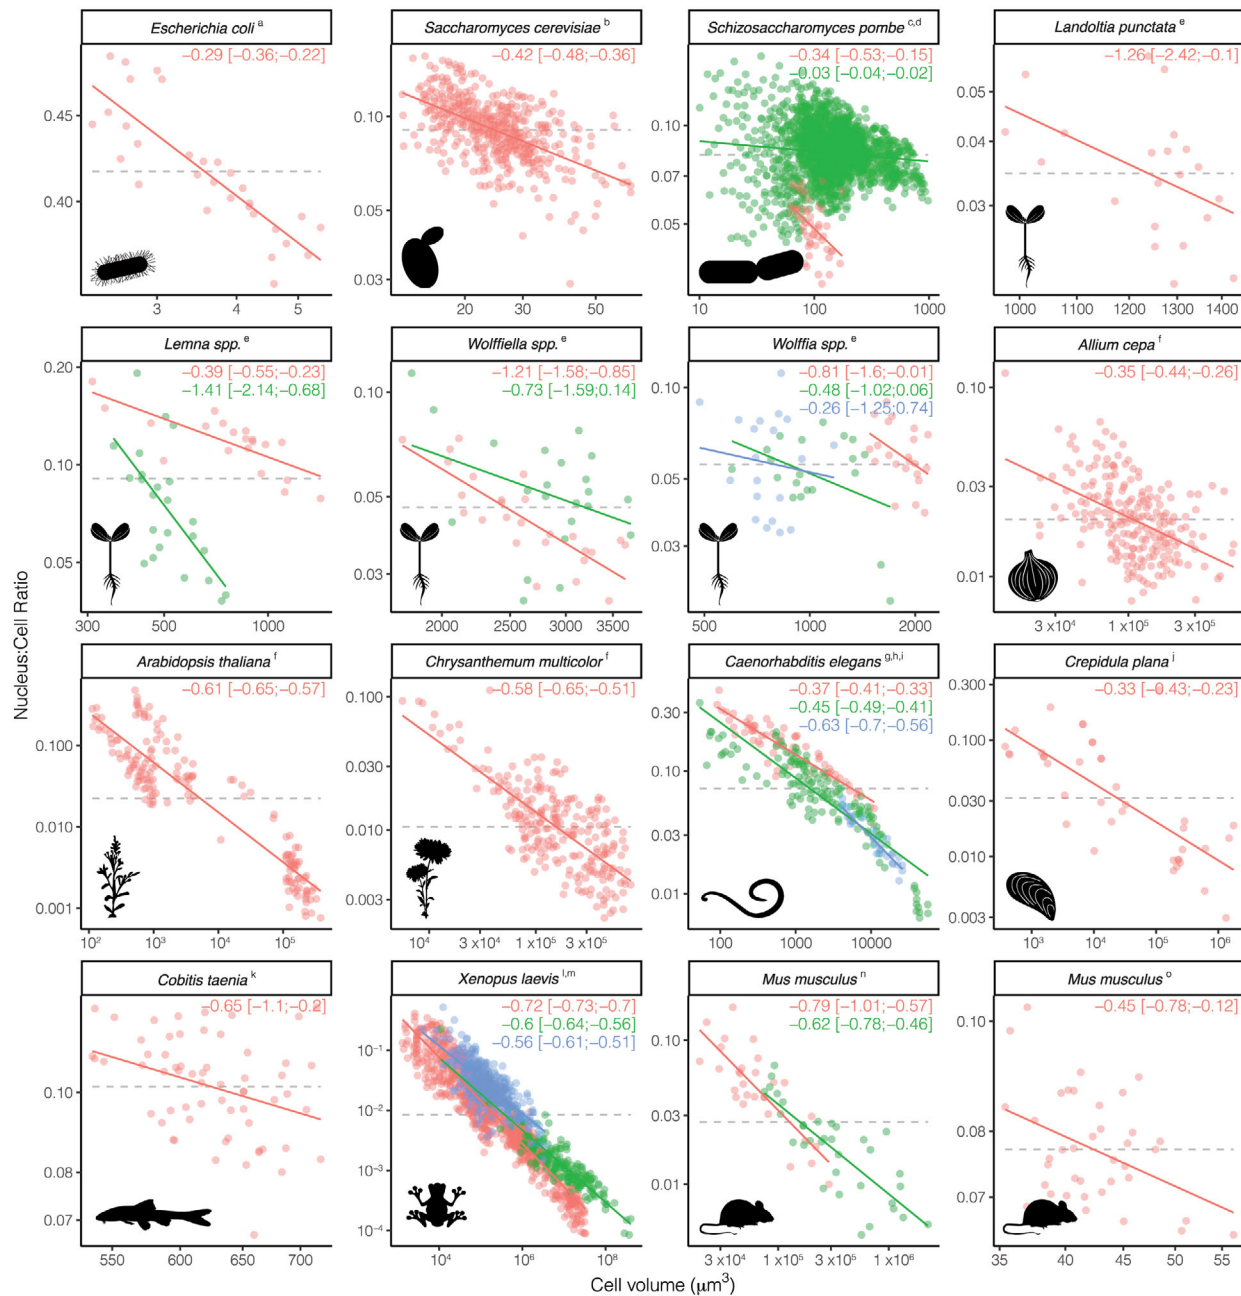 Escherichia coli a
−0.29 [−0.36;−0.22]
0.45
0.40
3 4 5
Saccharomyces cerevisiae b
−0.42 [−0.48;−0.36]
0.10
0.05
0.03
20 30 50
Schizosaccharomyces pombe c,d
−0.34 [−0.53;−0.15]
−0.03 [−0.04;−0.02]
0.10
0.07
0.05
10 100 1000
Landoltia punctata e
−1.26 [−2.42;−0.1]
0.05
0.04
0.03
1000 1100 1200 1300 1400
Lemna spp. e
−0.39 [−0.55;−0.23]
−1.41 [−2.14;−0.68]
0.20
0.10
0.05
300 500 1000
Wolffiella spp. e
−1.21 [−1.58;−0.85]
−0.73 [−1.59;0.14]
0.10
0.05
0.03
2000 2500 3000 3500
Wolffia spp. e
−0.81 [−1.6;−0.01]
−0.48 [−1.02;0.06]
−0.26 [−1.25;0.74]
0.10
0.05
0.03
500 1000 2000
Allium cepa f
−0.35 [−0.44;−0.26]
0.10
0.03
0.01
3 x 10⁴ 1 x 10⁵ 3 x 10⁵
Nucleus:Cell Ratio
Arabidopsis thaliana f
−0.61 [−0.65;−0.57]
0.100
0.010
0.001
10² 10³ 10⁴ 10⁵
Chrysanthemum multicolor f
−0.58 [−0.65;−0.51]
0.100
0.030
0.010
0.003
10⁴ 3 x 10⁴ 1 x 10⁵ 3 x 10⁵
Caenorhabditis elegans g,h,i
−0.37 [−0.41;−0.33]
−0.45 [−0.49;−0.41]
−0.63 [−0.7;−0.56]
0.30
0.10
0.03
0.01
100 1000 10000
Crepidula plana j
−0.33 [−0.43;−0.23]
0.300
0.100
0.030
0.010
0.003
10³ 10⁴ 10⁵ 10⁶
Cobitis taenia k
−0.65 [−1.1;−0.2]
0.10
0.08
0.07
550 600 650 700
Xenopus laevis l,m
−0.72 [−0.73;−0.7]
−0.6 [−0.64;−0.56]
−0.56 [−0.61;−0.51]
10⁻¹
10⁻²
10⁻³
10⁻⁴
10⁴ 10⁶ 10⁸
Mus musculus n
−0.79 [−1.01;−0.57]
−0.62 [−0.78;−0.46]
0.10
0.03
0.01
3 x 10⁴ 1 x 10⁵ 3 x 10⁵ 1 x 10⁶
Mus musculus o
−0.45 [−0.78;−0.12]
0.10
0.08
0.07
35 40 45 50 55
Cell volume (μm³)